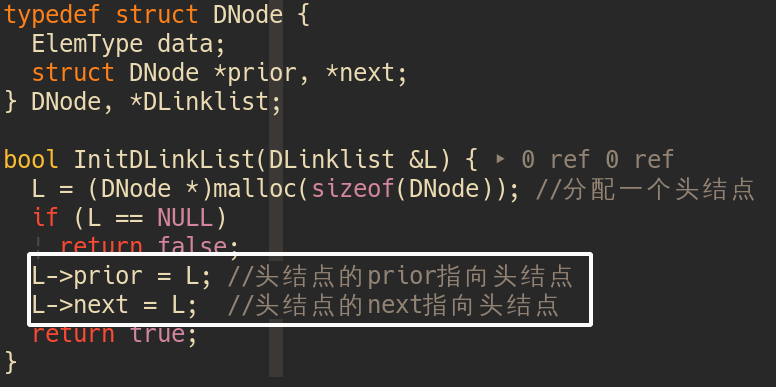 typedef struct DNode {
  ElemType data;
  struct DNode *prior, *next;
} DNode, *DLinklist;
bool InitDLinkList(DLinklist &L) { ‣ 0 ref 0 ref
  L = (DNode *)malloc(sizeof(DNode)); //分配一个头结点
  if (L == NULL)
    return false;
  L->prior = L; //头结点的prior指向头结点
  L->next = L;  //头结点的next指向头结点
  return true;
}